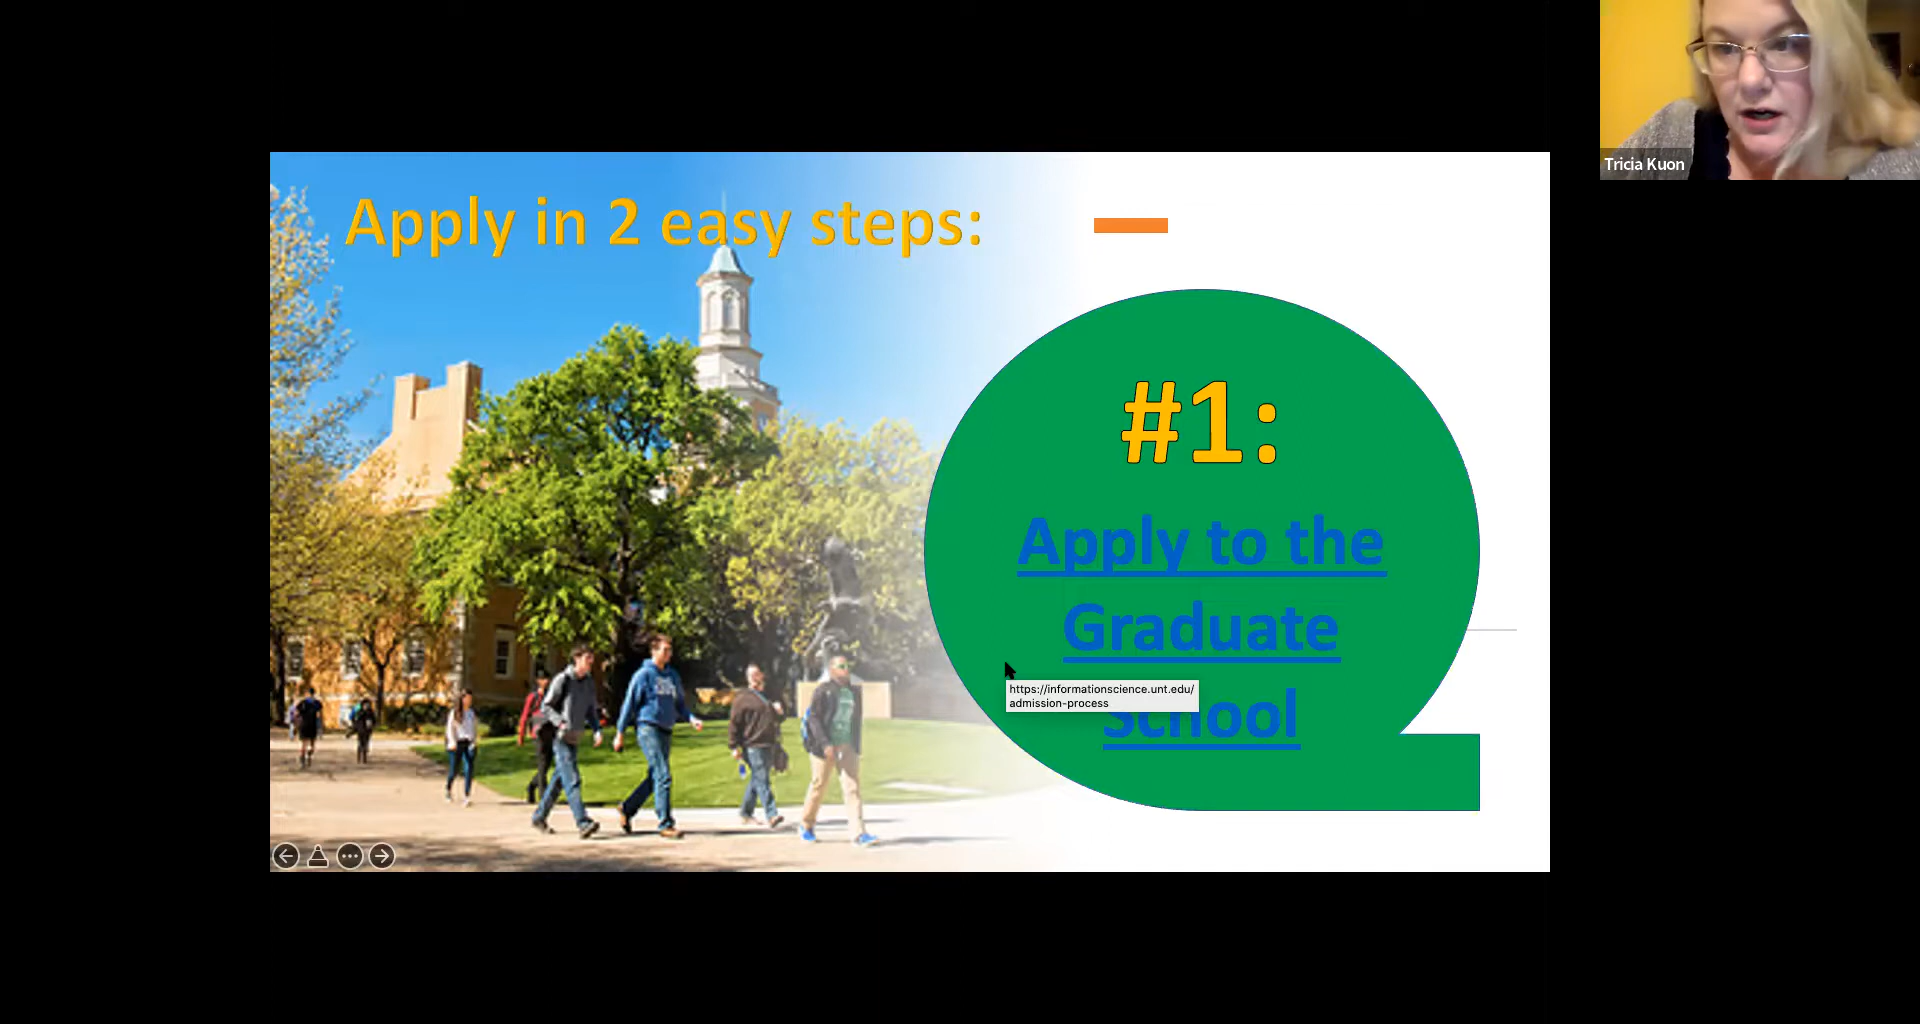 Apply in 2 easy steps:
#1:
Apply to the
Graduate
School
https://informationscience.unt.edu/
admission-process
Tricia Kuon